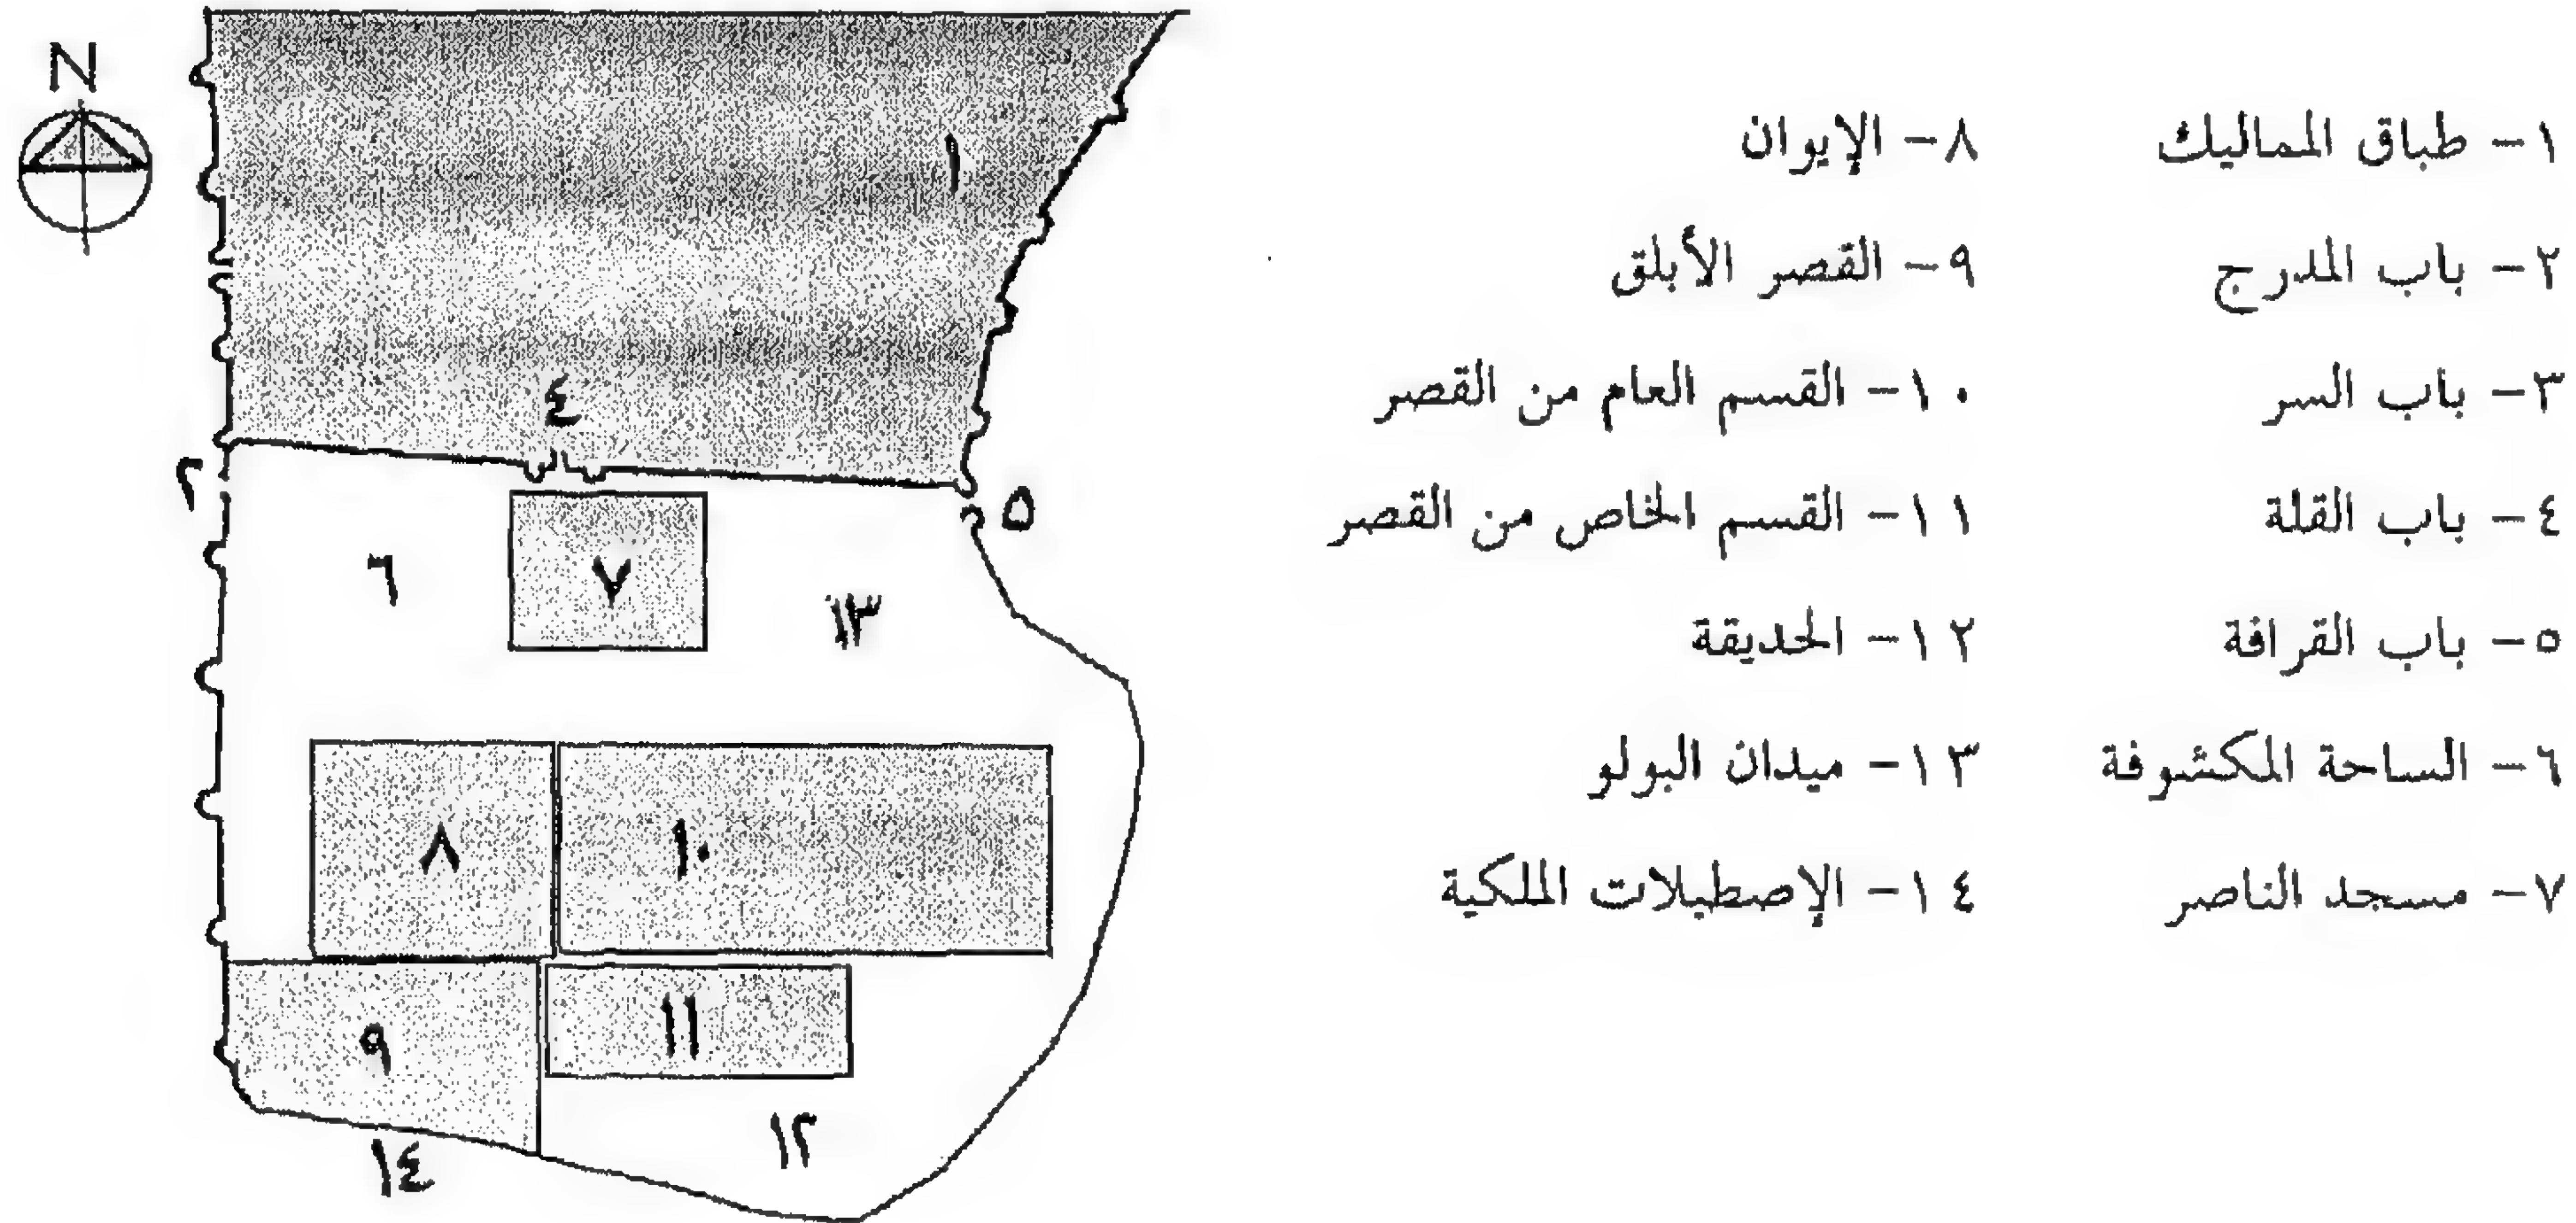 N
١
٤
٢
٥
٦
٧
١٣
٨
١٠
٩
١١
١٢
١٤
١- طباق المماليك
٢- باب المدرج
٣- باب السر
٤- باب القلة
٥- باب القرافة
٦- الساحة المكشوفة
٧- مسجد الناصر
٨- الإيوان
٩- القصر الأبلق
١٠- القسم العام من القصر
١١- القسم الخاص من القصر
١٢- الحديقة
١٣- ميدان البولو
١٤- الإصطبلات الملكية